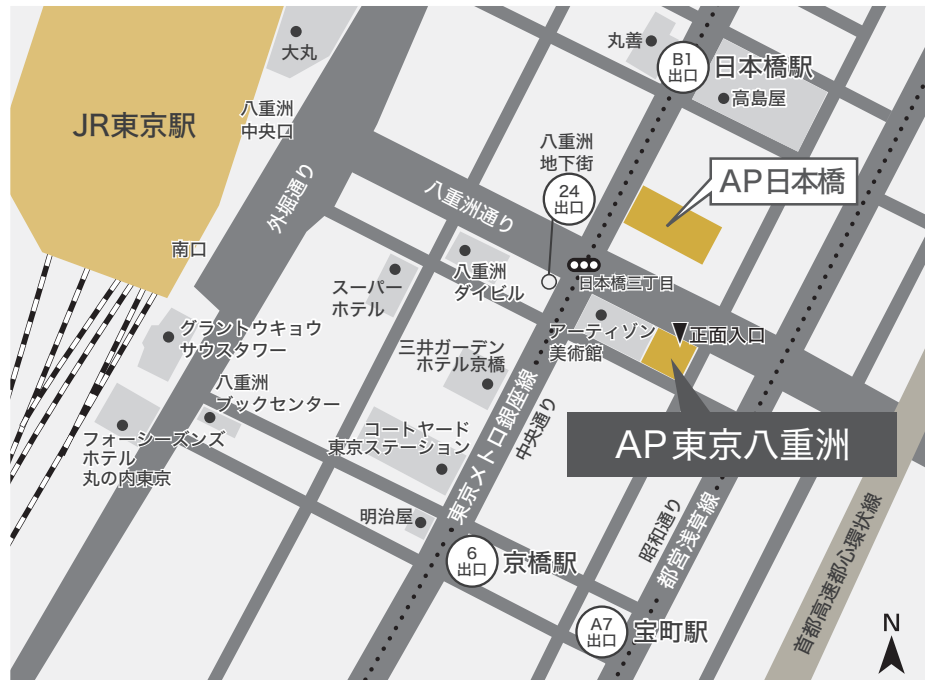 大丸
丸善
B1
出口
日本橋駅
高島屋
JR東京駅
八重洲
中央口
八重洲
地下街
24
出口
外堀通り
八重洲通り
AP日本橋
南口
八重洲
ダイビル
日本橋三丁目
スーパー
ホテル
グラントウキョウ
サウスタワー
アーティゾン
美術館
正面入口
三井ガーデン
ホテル京橋
八重洲
ブックセンター
東京メトロ銀座線
中央通り
AP東京八重洲
コートヤード
東京ステーション
フォーシーズンズ
ホテル
丸の内東京
明治屋
昭和通り
都営浅草線
首都高速都心環状線
6
出口
京橋駅
A7
出口
宝町駅
N